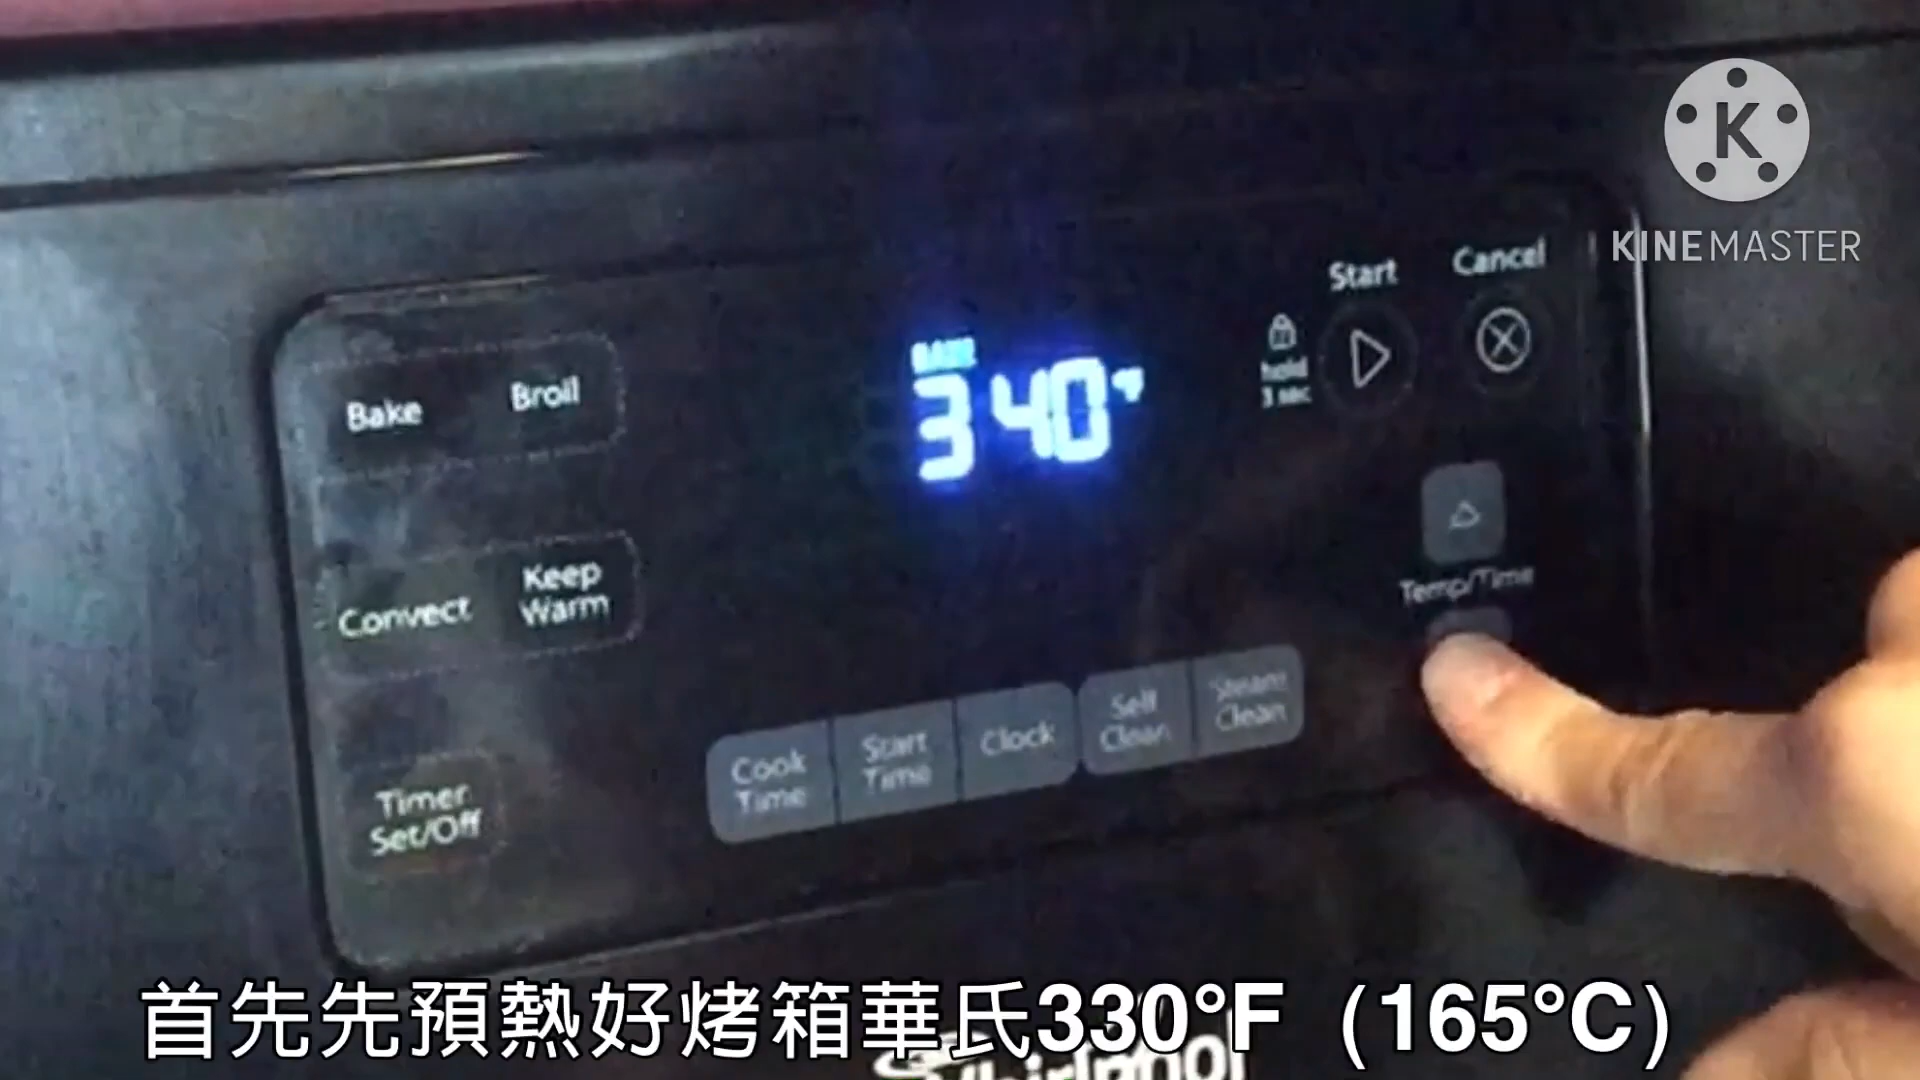 KINEMASTER
Start
Cancel
BAKE
340°F
hold
3 sec
Bake
Broil
Temp/Time
Convect
Keep
Warm
Cook
Time
Start
Time
Clock
Self
Clean
Steam
Clean
Timer
Set/Off
首先先預熱好烤箱華氏330°F（165°C）
Whirlpool